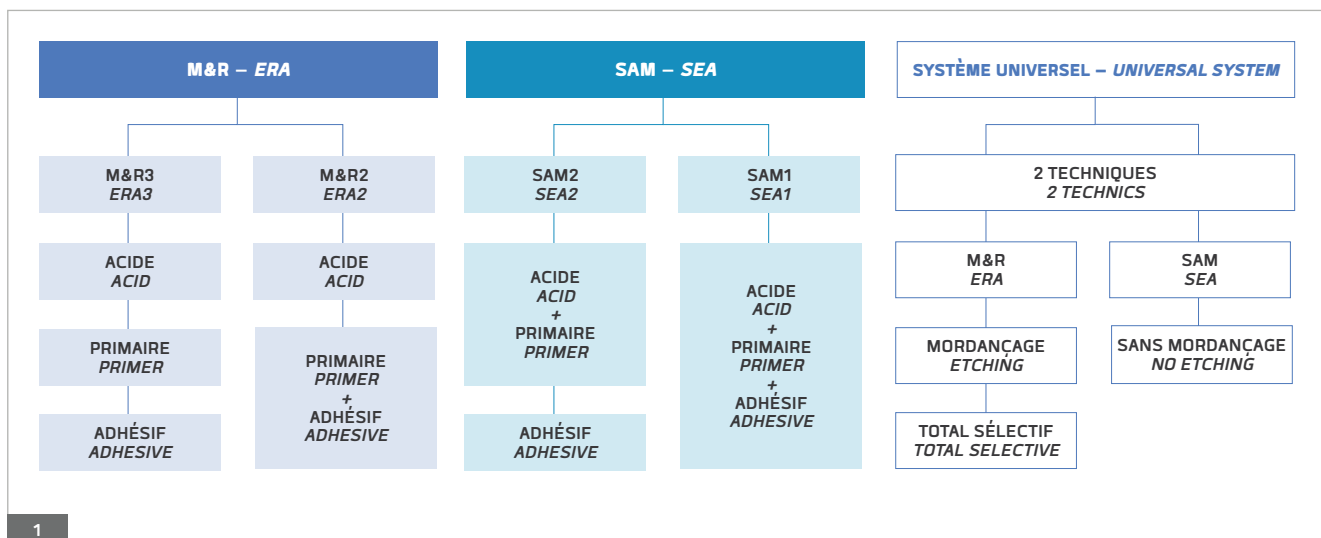 M&R – ERA
M&R3
ERA3
ACIDE
ACID
PRIMAIRE
PRIMER
ADHÉSIF
ADHESIVE
M&R2
ERA2
ACIDE
ACID
PRIMAIRE
PRIMER
+
ADHÉSIF
ADHESIVE
SAM – SEA
SAM2
SEA2
ACIDE
ACID
+
PRIMAIRE
PRIMER
ADHÉSIF
ADHESIVE
SAM1
SEA1
ACIDE
ACID
+
PRIMAIRE
PRIMER
+
ADHÉSIF
ADHESIVE
SYSTÈME UNIVERSEL – UNIVERSAL SYSTEM
2 TECHNIQUES
2 TECHNICS
M&R
ERA
MORDANÇAGE
ETCHING
TOTAL SÉLECTIF
TOTAL SELECTIVE
SAM
SEA
SANS MORDANÇAGE
NO ETCHING
1